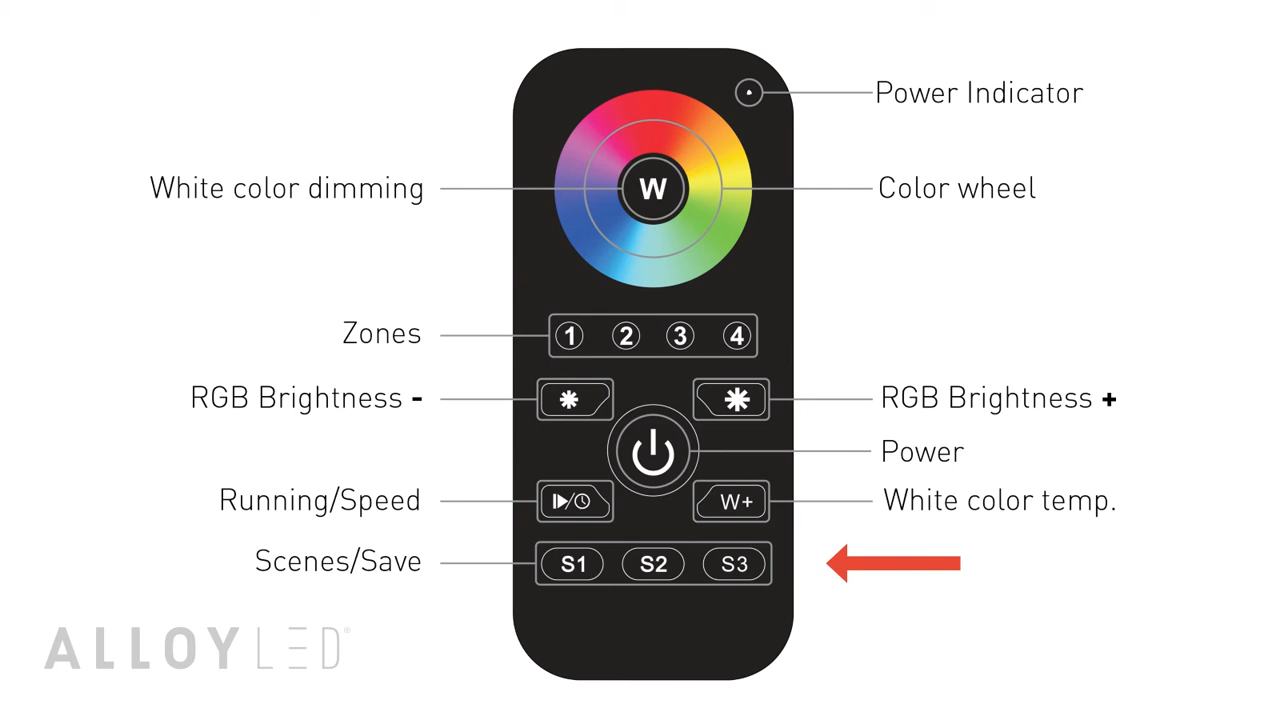 Power Indicator
White color dimming
W
Color wheel
Zones
1 2 3 4
RGB Brightness -
RGB Brightness +
Power
Running/Speed
W+
White color temp.
Scenes/Save
S1 S2 S3
ALLOYLED®